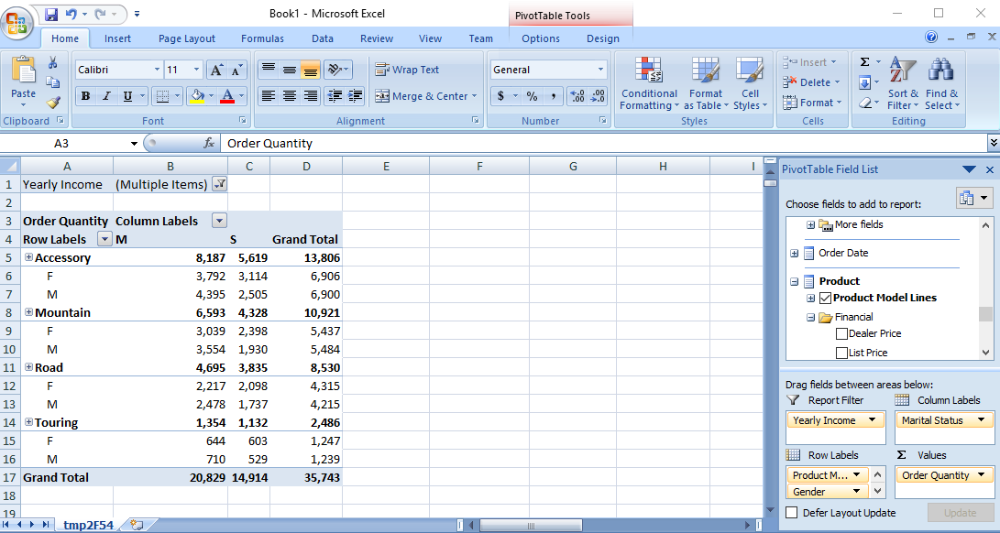 Book1 - Microsoft Excel
PivotTable Tools
Home Insert Page Layout Formulas Data Review View Team Options Design
Paste
Calibri 11
B I U
Wrap Text
Merge & Center
General
$ % ,
Conditional Formatting
Format as Table
Cell Styles
Insert
Delete
Format
Sort & Filter
Find & Select
Clipboard Font Alignment Number Styles Cells Editing
A3 fx Order Quantity
A B C D E F G H I
1 Yearly Income (Multiple Items)
2
3 Order Quantity Column Labels
4 Row Labels M S Grand Total
5 Accessory 8,187 5,619 13,806
6 F 3,792 3,114 6,906
7 M 4,395 2,505 6,900
8 Mountain 6,593 4,328 10,921
9 F 3,039 2,398 5,437
10 M 3,554 1,930 5,484
11 Road 4,695 3,835 8,530
12 F 2,217 2,098 4,315
13 M 2,478 1,737 4,215
14 Touring 1,354 1,132 2,486
15 F 644 603 1,247
16 M 710 529 1,239
17 Grand Total 20,829 14,914 35,743
18
19
tmp2F54
PivotTable Field List
Choose fields to add to report:
More fields
Order Date
Product
Product Model Lines
Financial
Dealer Price
List Price
Drag fields between areas below:
Report Filter Column Labels
Yearly Income Marital Status
Row Labels Σ Values
Product M... Order Quantity
Gender
Defer Layout Update Update